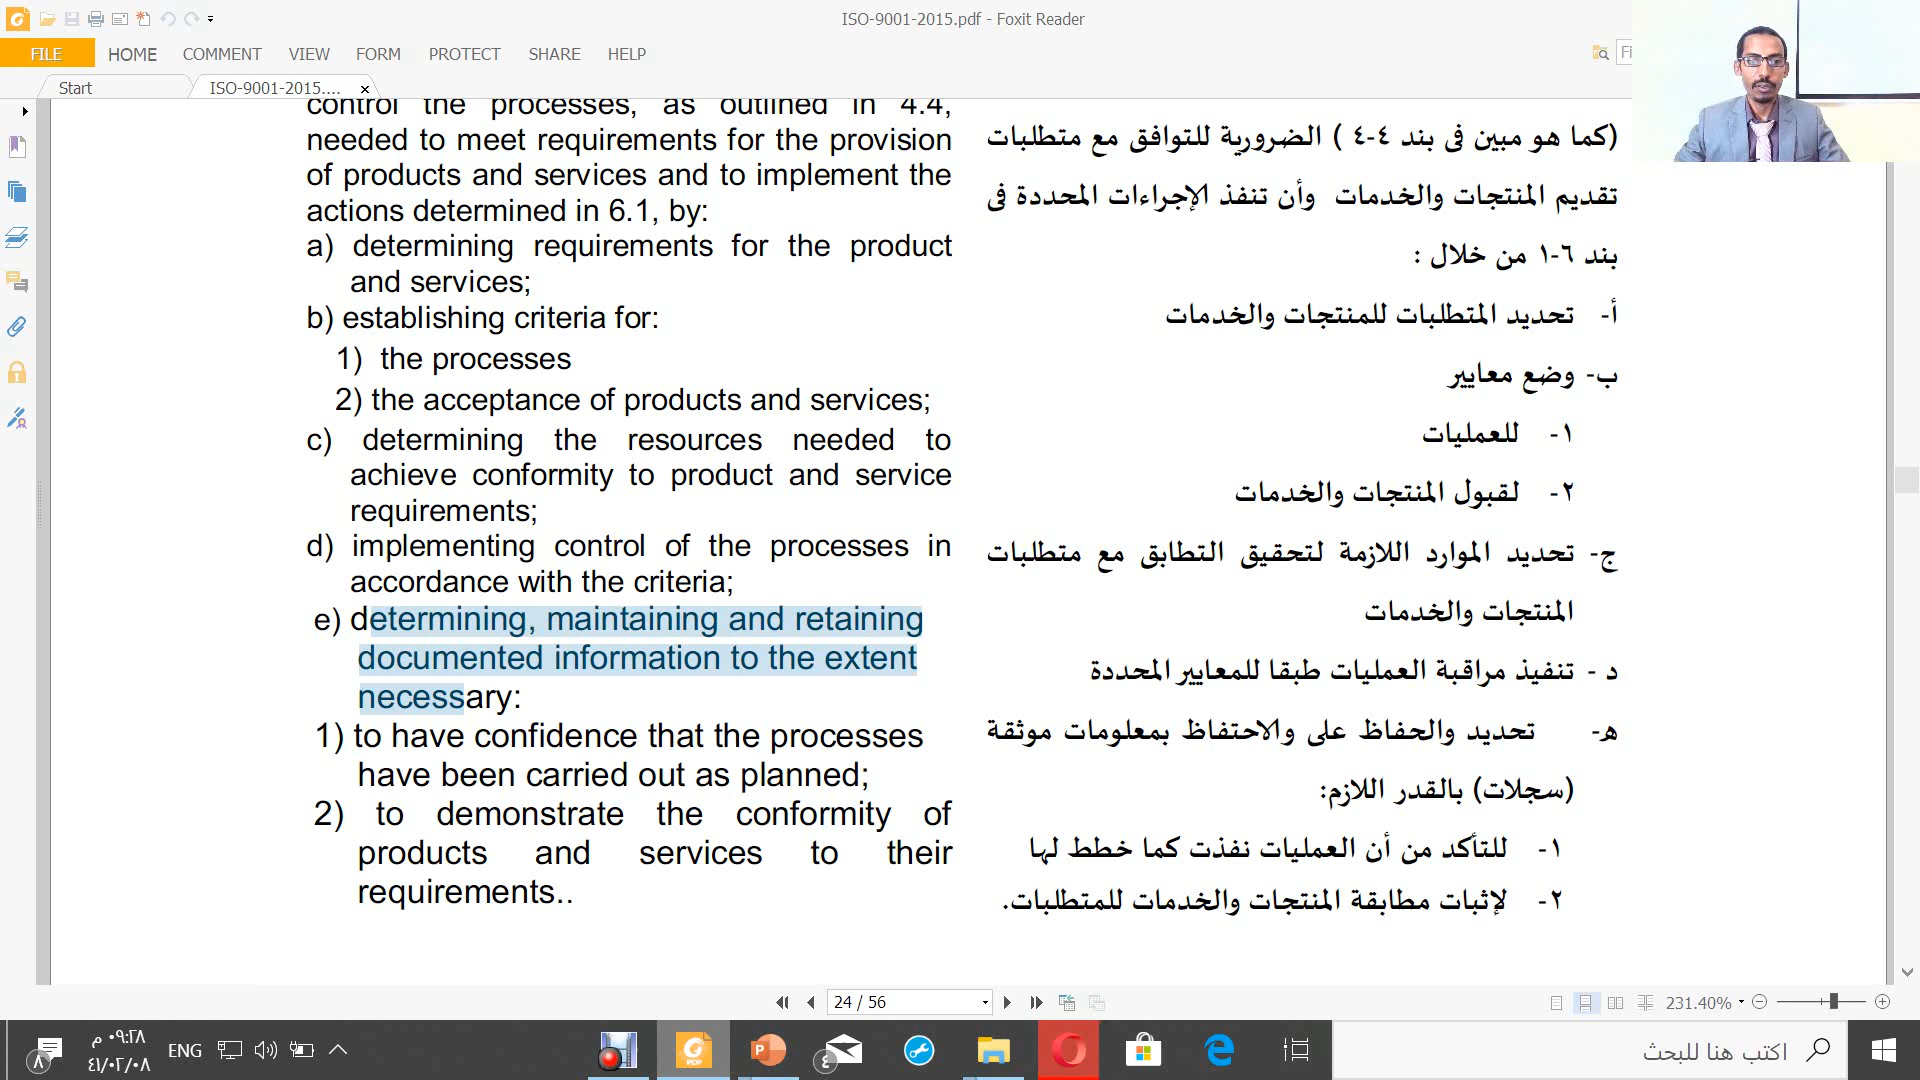 ISO-9001-2015.pdf - Foxit Reader
FILE HOME COMMENT VIEW FORM PROTECT SHARE HELP
Fi
Start ISO-9001-2015....
control the processes, as outlined in 4.4,
needed to meet requirements for the provision
of products and services and to implement the
actions determined in 6.1, by:
a) determining requirements for the product
and services;
b) establishing criteria for:
1) the processes
2) the acceptance of products and services;
c) determining the resources needed to
achieve conformity to product and service
requirements;
d) implementing control of the processes in
accordance with the criteria;
e) determining, maintaining and retaining
documented information to the extent
necessary:
1) to have confidence that the processes
have been carried out as planned;
2) to demonstrate the conformity of
products and services to their
requirements..
(كما هو مبين فى بند ٤-٤ ) الضرورية للتوافق مع متطلبات
تقديم المنتجات والخدمات وأن تنفذ الإجراءات المحددة فى
بند ٦-١ من خلال :
أ- تحديد المتطلبات للمنتجات والخدمات
ب- وضع معايير
١- للعمليات
٢- لقبول المنتجات والخدمات
ج- تحديد الموارد اللازمة لتحقيق التطابق مع متطلبات
المنتجات والخدمات
د - تنفيذ مراقبة العمليات طبقا للمعايير المحددة
هـ- تحديد والحفاظ على والاحتفاظ بمعلومات موثقة
(سجلات) بالقدر اللازم:
١- للتأكد من أن العمليات نفذت كما خطط لها
٢- لإثبات مطابقة المنتجات والخدمات للمتطلبات.
24 / 56
231.40%
٠٩:٢٨ م
٤١/٠٢/٠٨
ENG
٨
٤
PDF
P
اكتب هنا للبحث